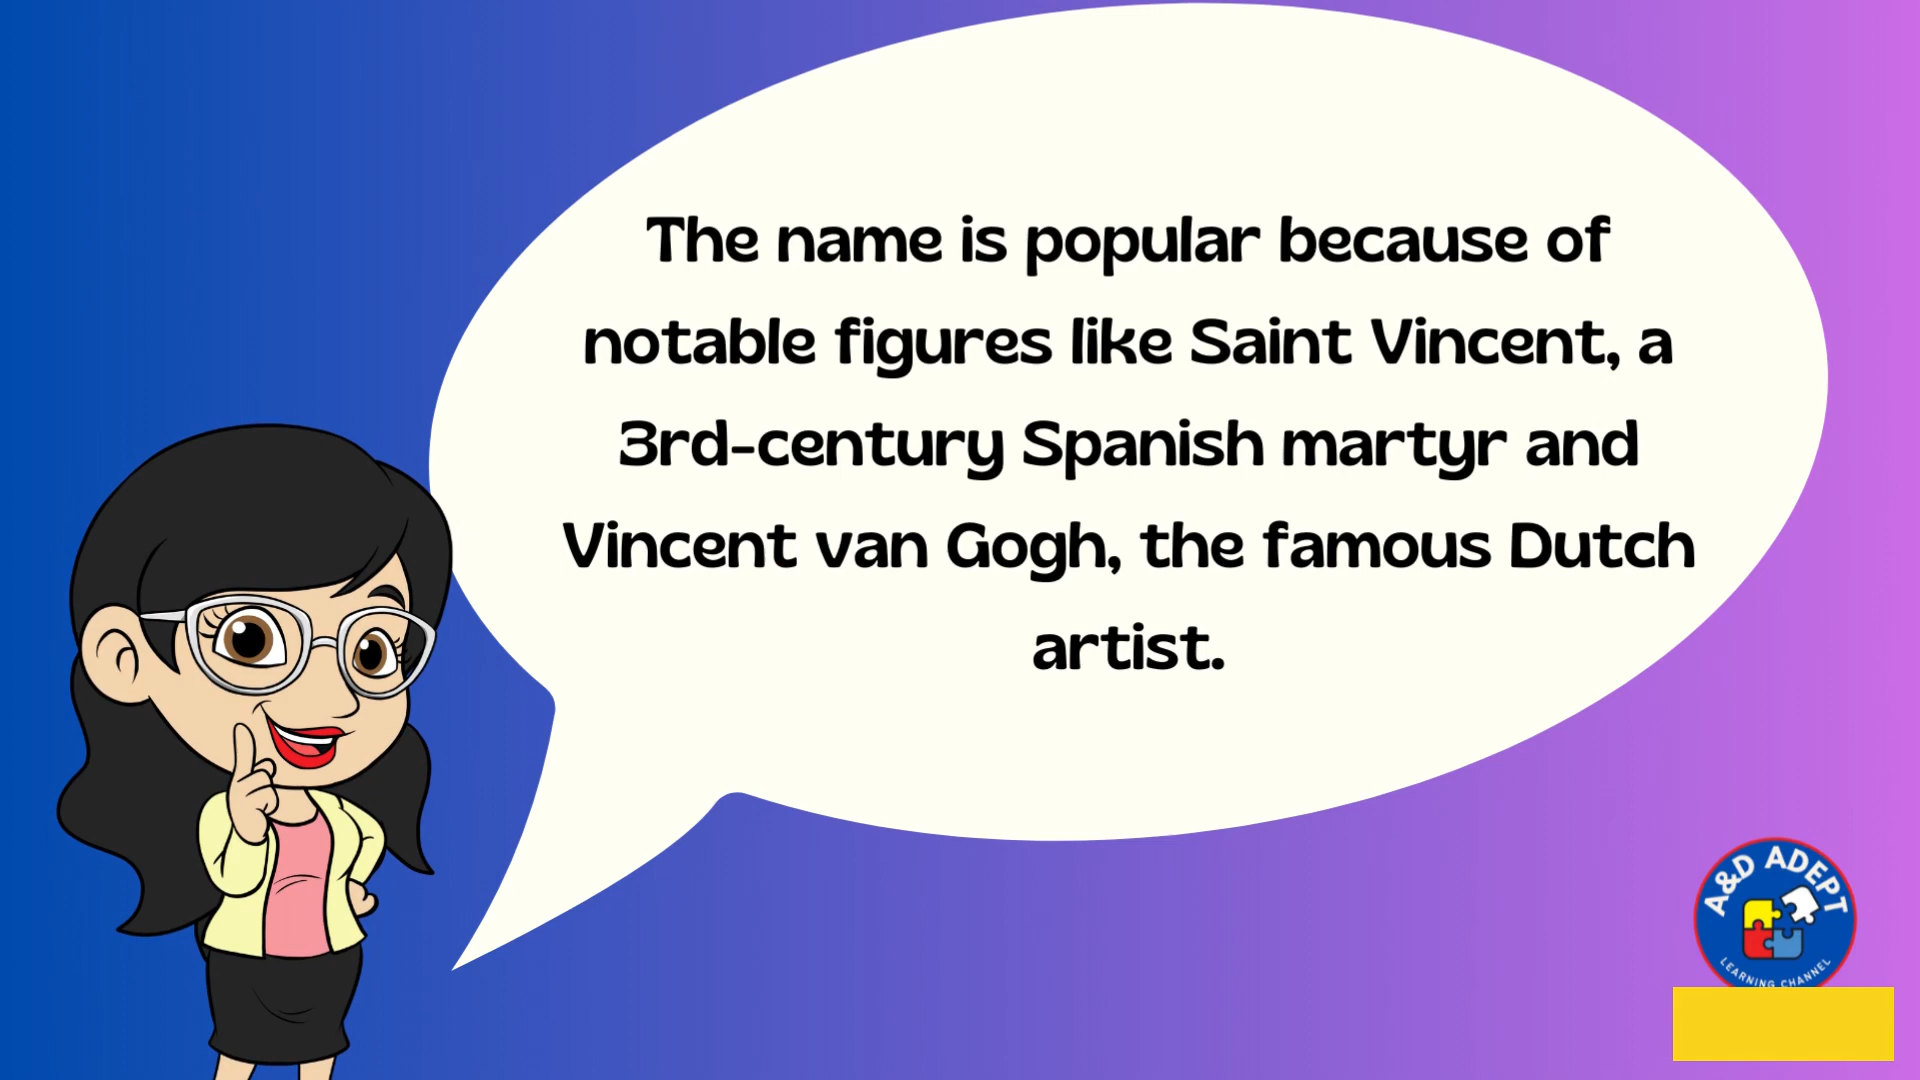 The name is popular because of
notable figures like Saint Vincent, a
3rd-century Spanish martyr and
Vincent van Gogh, the famous Dutch
artist.
A&D ADEPT
LEARNING CHANNEL